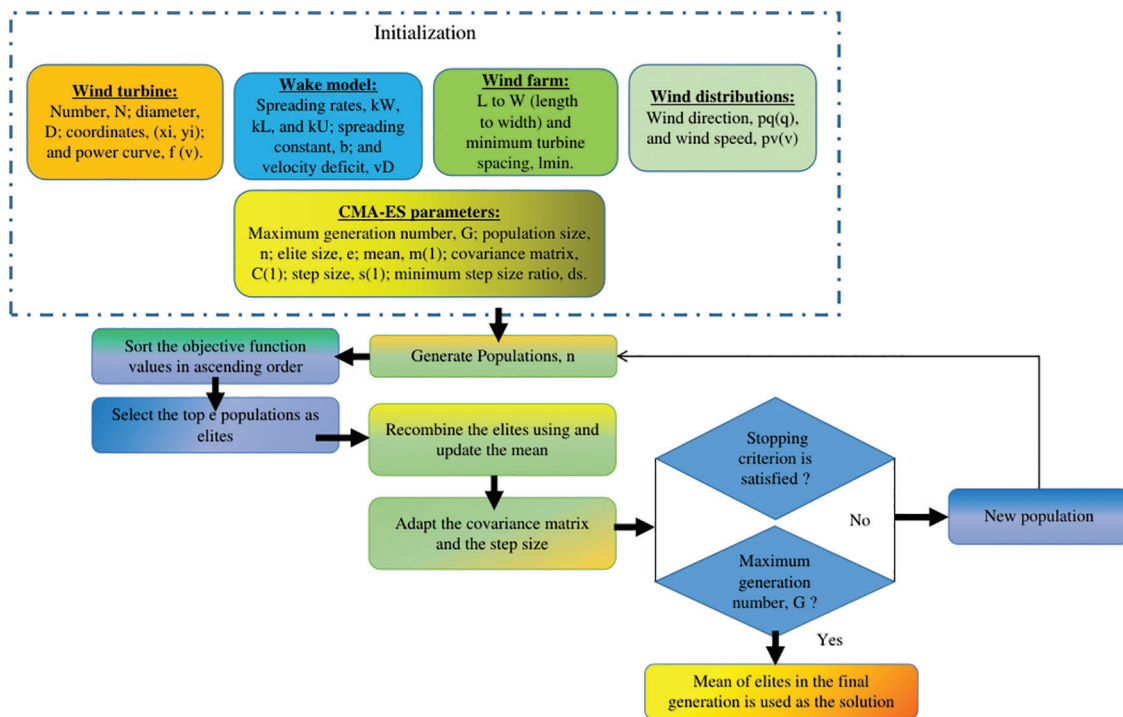 Initialization
Wind turbine:
Number, N; diameter,
D; coordinates, (xi, yi);
and power curve, f (v).
Wake model:
Spreading rates, kW,
kL, and kU; spreading
constant, b; and
velocity deficit, vD
Wind farm:
L to W (length
to width) and
minimum turbine
spacing, lmin.
Wind distributions:
Wind direction, pq(q),
and wind speed, pv(v)
CMA-ES parameters:
Maximum generation number, G; population size,
n; elite size, e; mean, m(1); covariance matrix,
C(1); step size, s(1); minimum step size ratio, ds.
Sort the objective function
values in ascending order
Generate Populations, n
Select the top e populations as
elites
Recombine the elites using and
update the mean
Adapt the covariance matrix
and the step size
Stopping
criterion is
satisfied ?
No
New population
Maximum
generation
number, G ?
Yes
Mean of elites in the final
generation is used as the solution